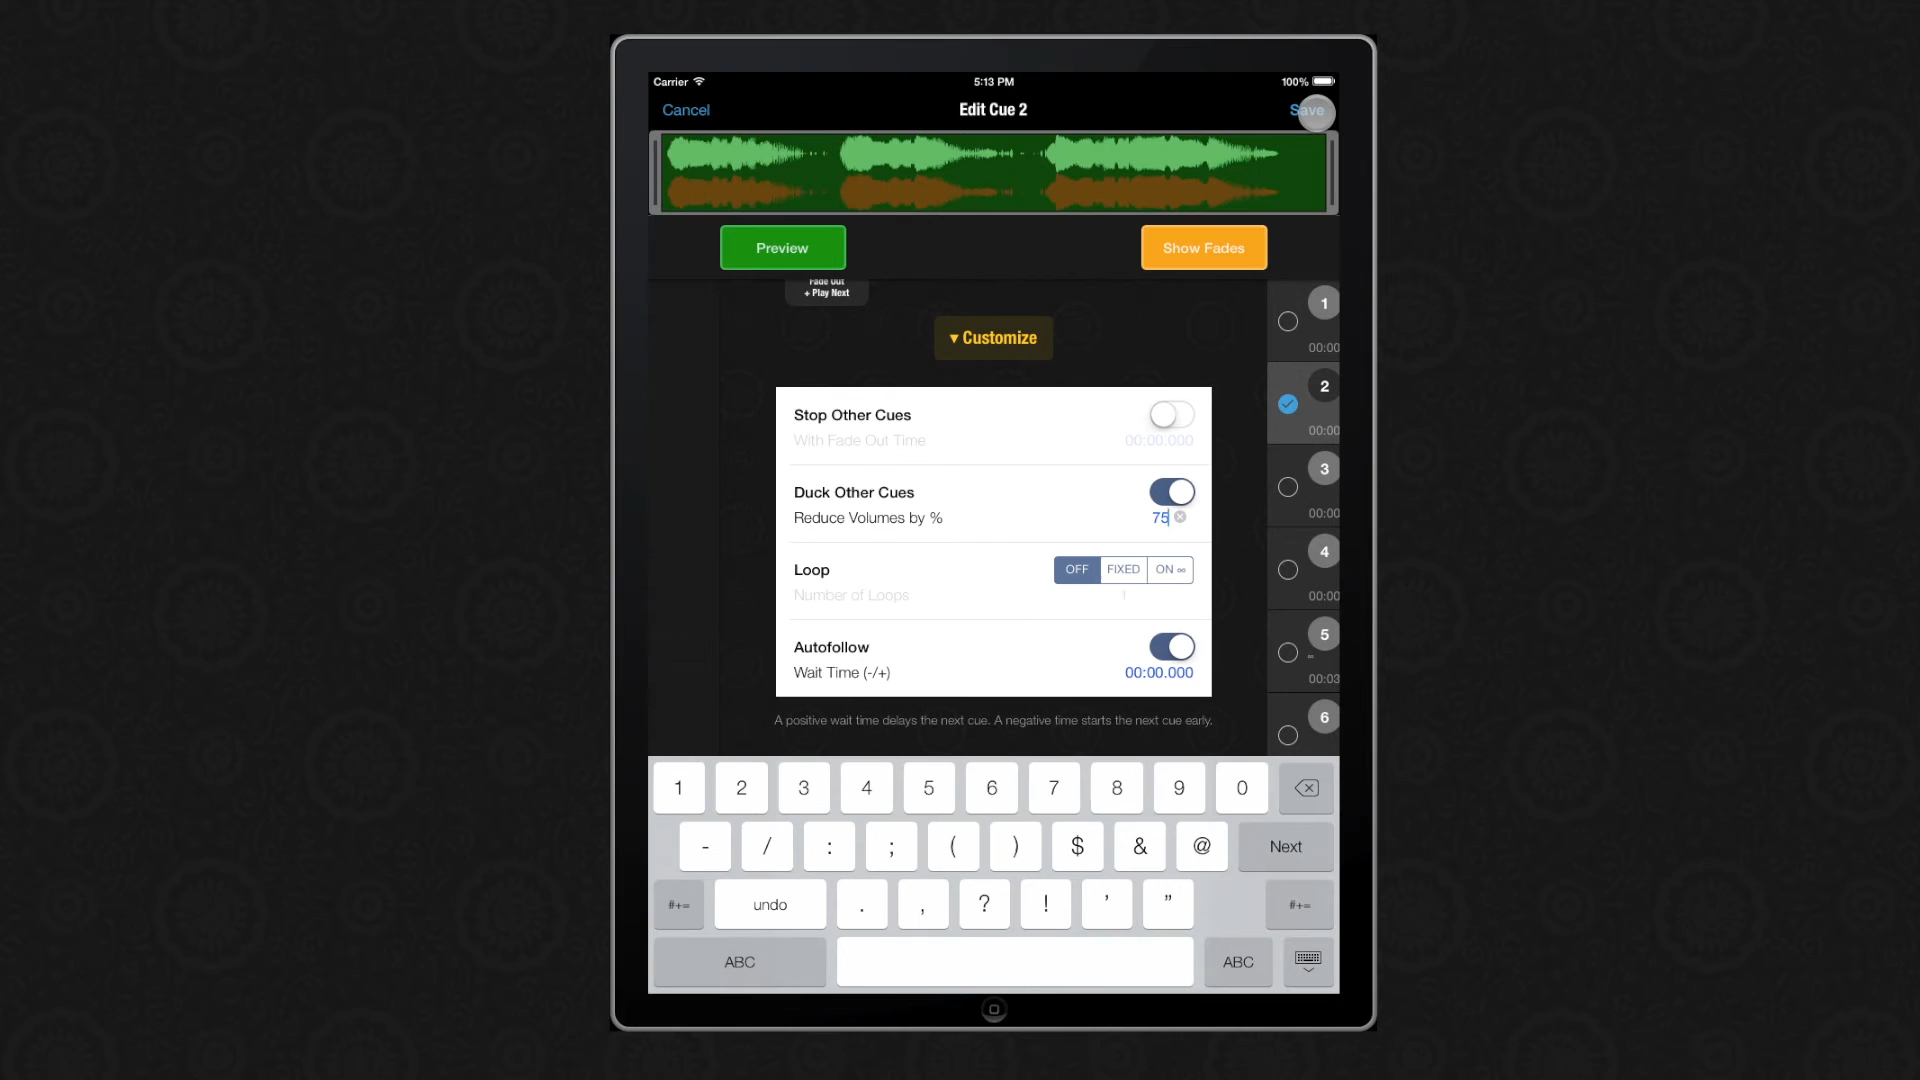 Carrier 5:13 PM 100%
Cancel Edit Cue 2 Save
Preview Show Fades
Fade Out
+ Play Next
▾ Customize
1
00:00
2
00:00
3
00:00
4
00:00
5
∞
00:03
6
Stop Other Cues
With Fade Out Time 00:00.000
Duck Other Cues
Reduce Volumes by % 75
Loop OFF FIXED ON ∞
Number of Loops 1
Autofollow
Wait Time (-/+) 00:00.000
A positive wait time delays the next cue. A negative time starts the next cue early.
1 2 3 4 5 6 7 8 9 0
- / : ; ( ) $ & @ Next
#+= undo . , ? ! ' " #+=
ABC ABC